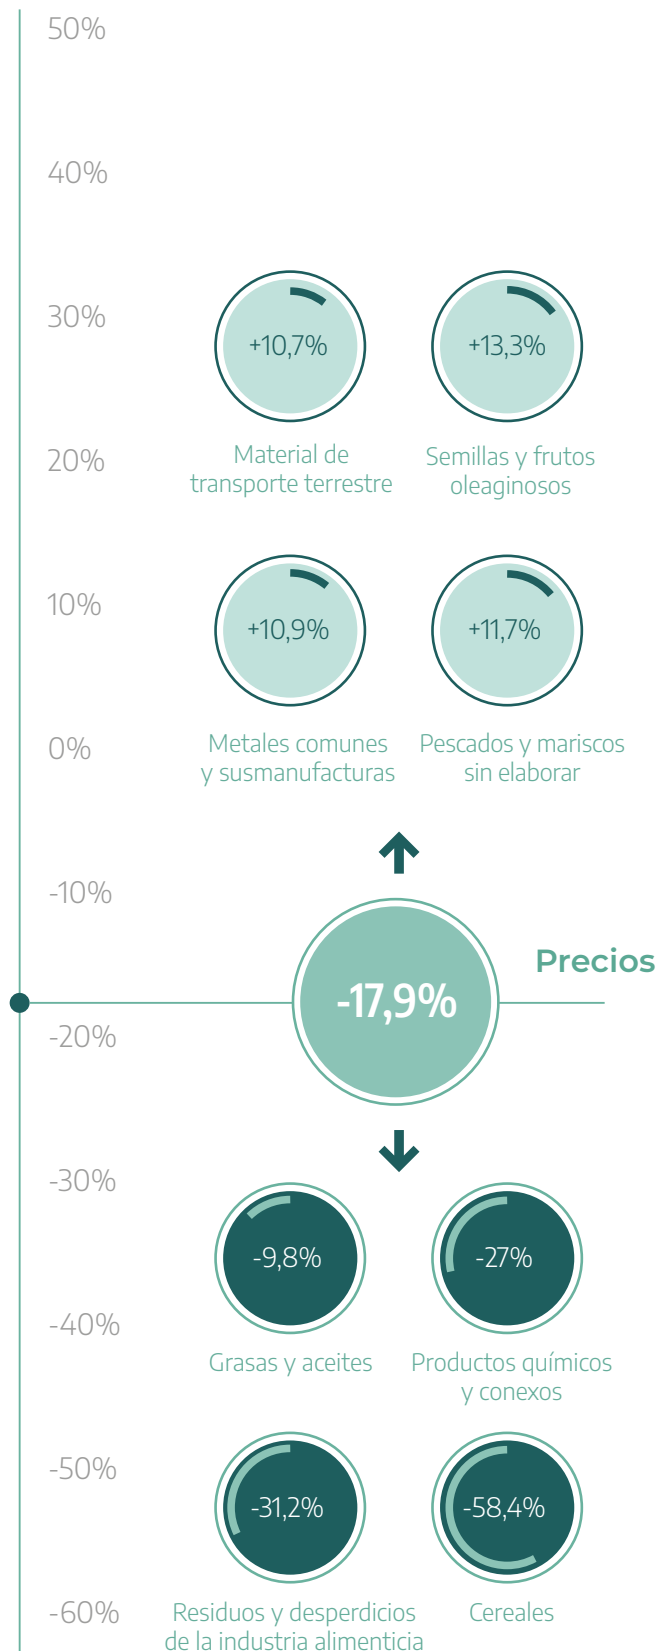 50%
40%
30%
20%
10%
0%
-10%
-20%
-30%
-40%
-50%
-60%
+10,7%
Material de
transporte terrestre
+13,3%
Semillas y frutos
oleaginosos
+10,9%
Metales comunes
y susmanufacturas
+11,7%
Pescados y mariscos
sin elaborar
-17,9%
Precios
-9,8%
Grasas y aceites
-27%
Productos químicos
y conexos
-31,2%
Residuos y desperdicios
de la industria alimenticia
-58,4%
Cereales